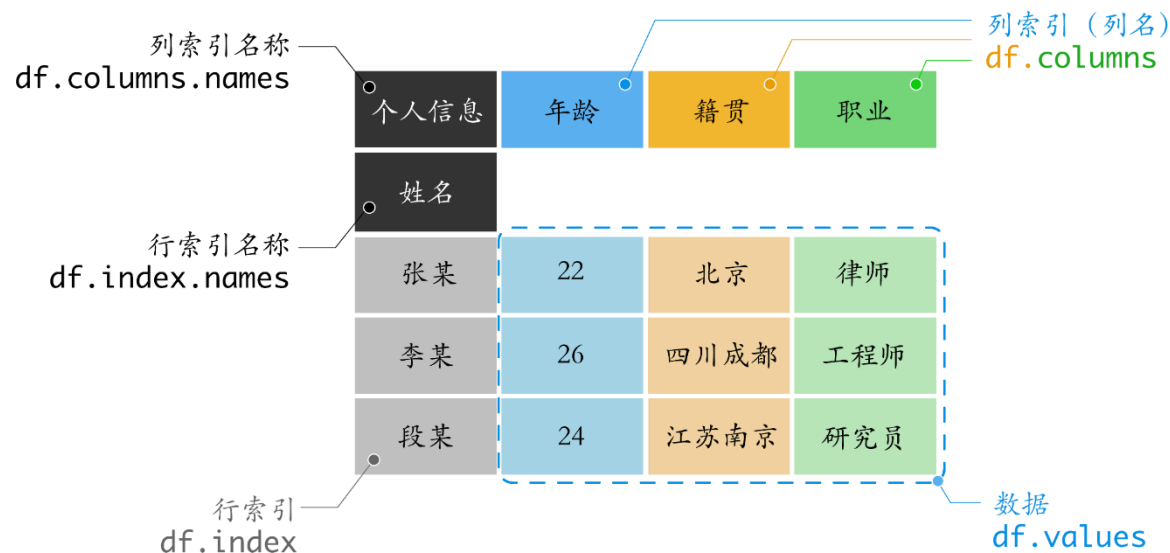 列索引名称
df.columns.names
列索引（列名）
df.columns
个人信息 年龄 籍贯 职业
姓名
行索引名称
df.index.names
张某 22 北京 律师
李某 26 四川成都 工程师
段某 24 江苏南京 研究员
行索引
df.index
数据
df.values